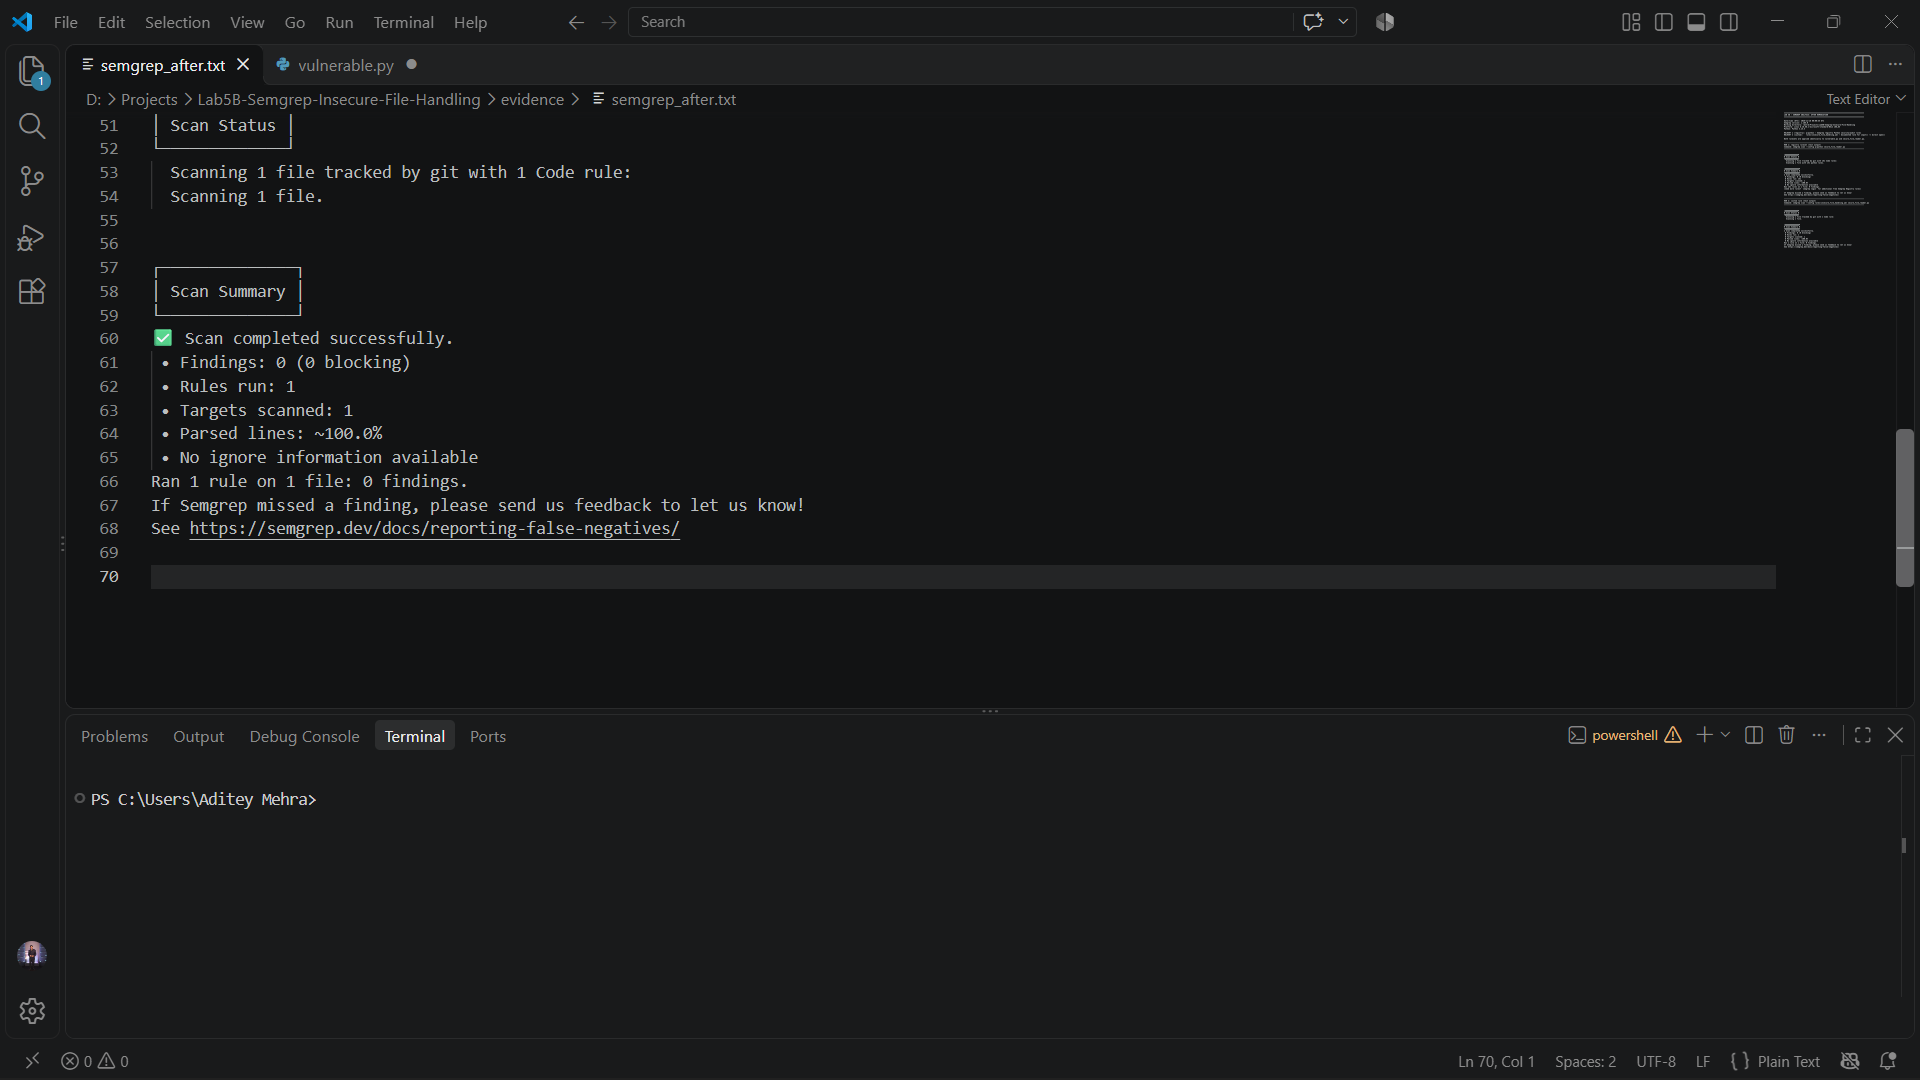 File Edit Selection View Go Run Terminal Help
Search
semgrep_after.txt vulnerable.py
D: > Projects > Lab5B-Semgrep-Insecure-File-Handling > evidence > semgrep_after.txt
Text Editor
1
51 │ Scan Status │
52 └─────────────┘
53 Scanning 1 file tracked by git with 1 Code rule:
54 Scanning 1 file.
55
56
57 ┌──────────────┐
58 │ Scan Summary │
59 └──────────────┘
60 ✅ Scan completed successfully.
61 • Findings: 0 (0 blocking)
62 • Rules run: 1
63 • Targets scanned: 1
64 • Parsed lines: ~100.0%
65 • No ignore information available
66 Ran 1 rule on 1 file: 0 findings.
67 If Semgrep missed a finding, please send us feedback to let us know!
68 See https://semgrep.dev/docs/reporting-false-negatives/
69
70
Problems Output Debug Console Terminal Ports
powershell
PS C:\Users\Aditey Mehra>
0 0
Ln 70, Col 1 Spaces: 2 UTF-8 LF { } Plain Text